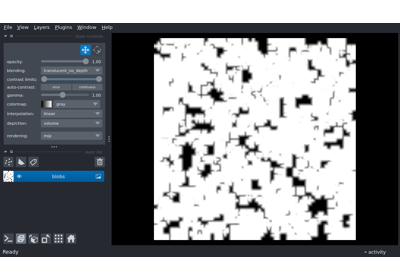 File View Layers Plugins Window Help
opacity: 1.00
blending: translucent_no_depth
contrast limits:
auto-contrast: once continuous
gamma: 1.00
colormap: gray
interpolation: linear
depiction: volume
rendering: mip
blobs
Ready
activity